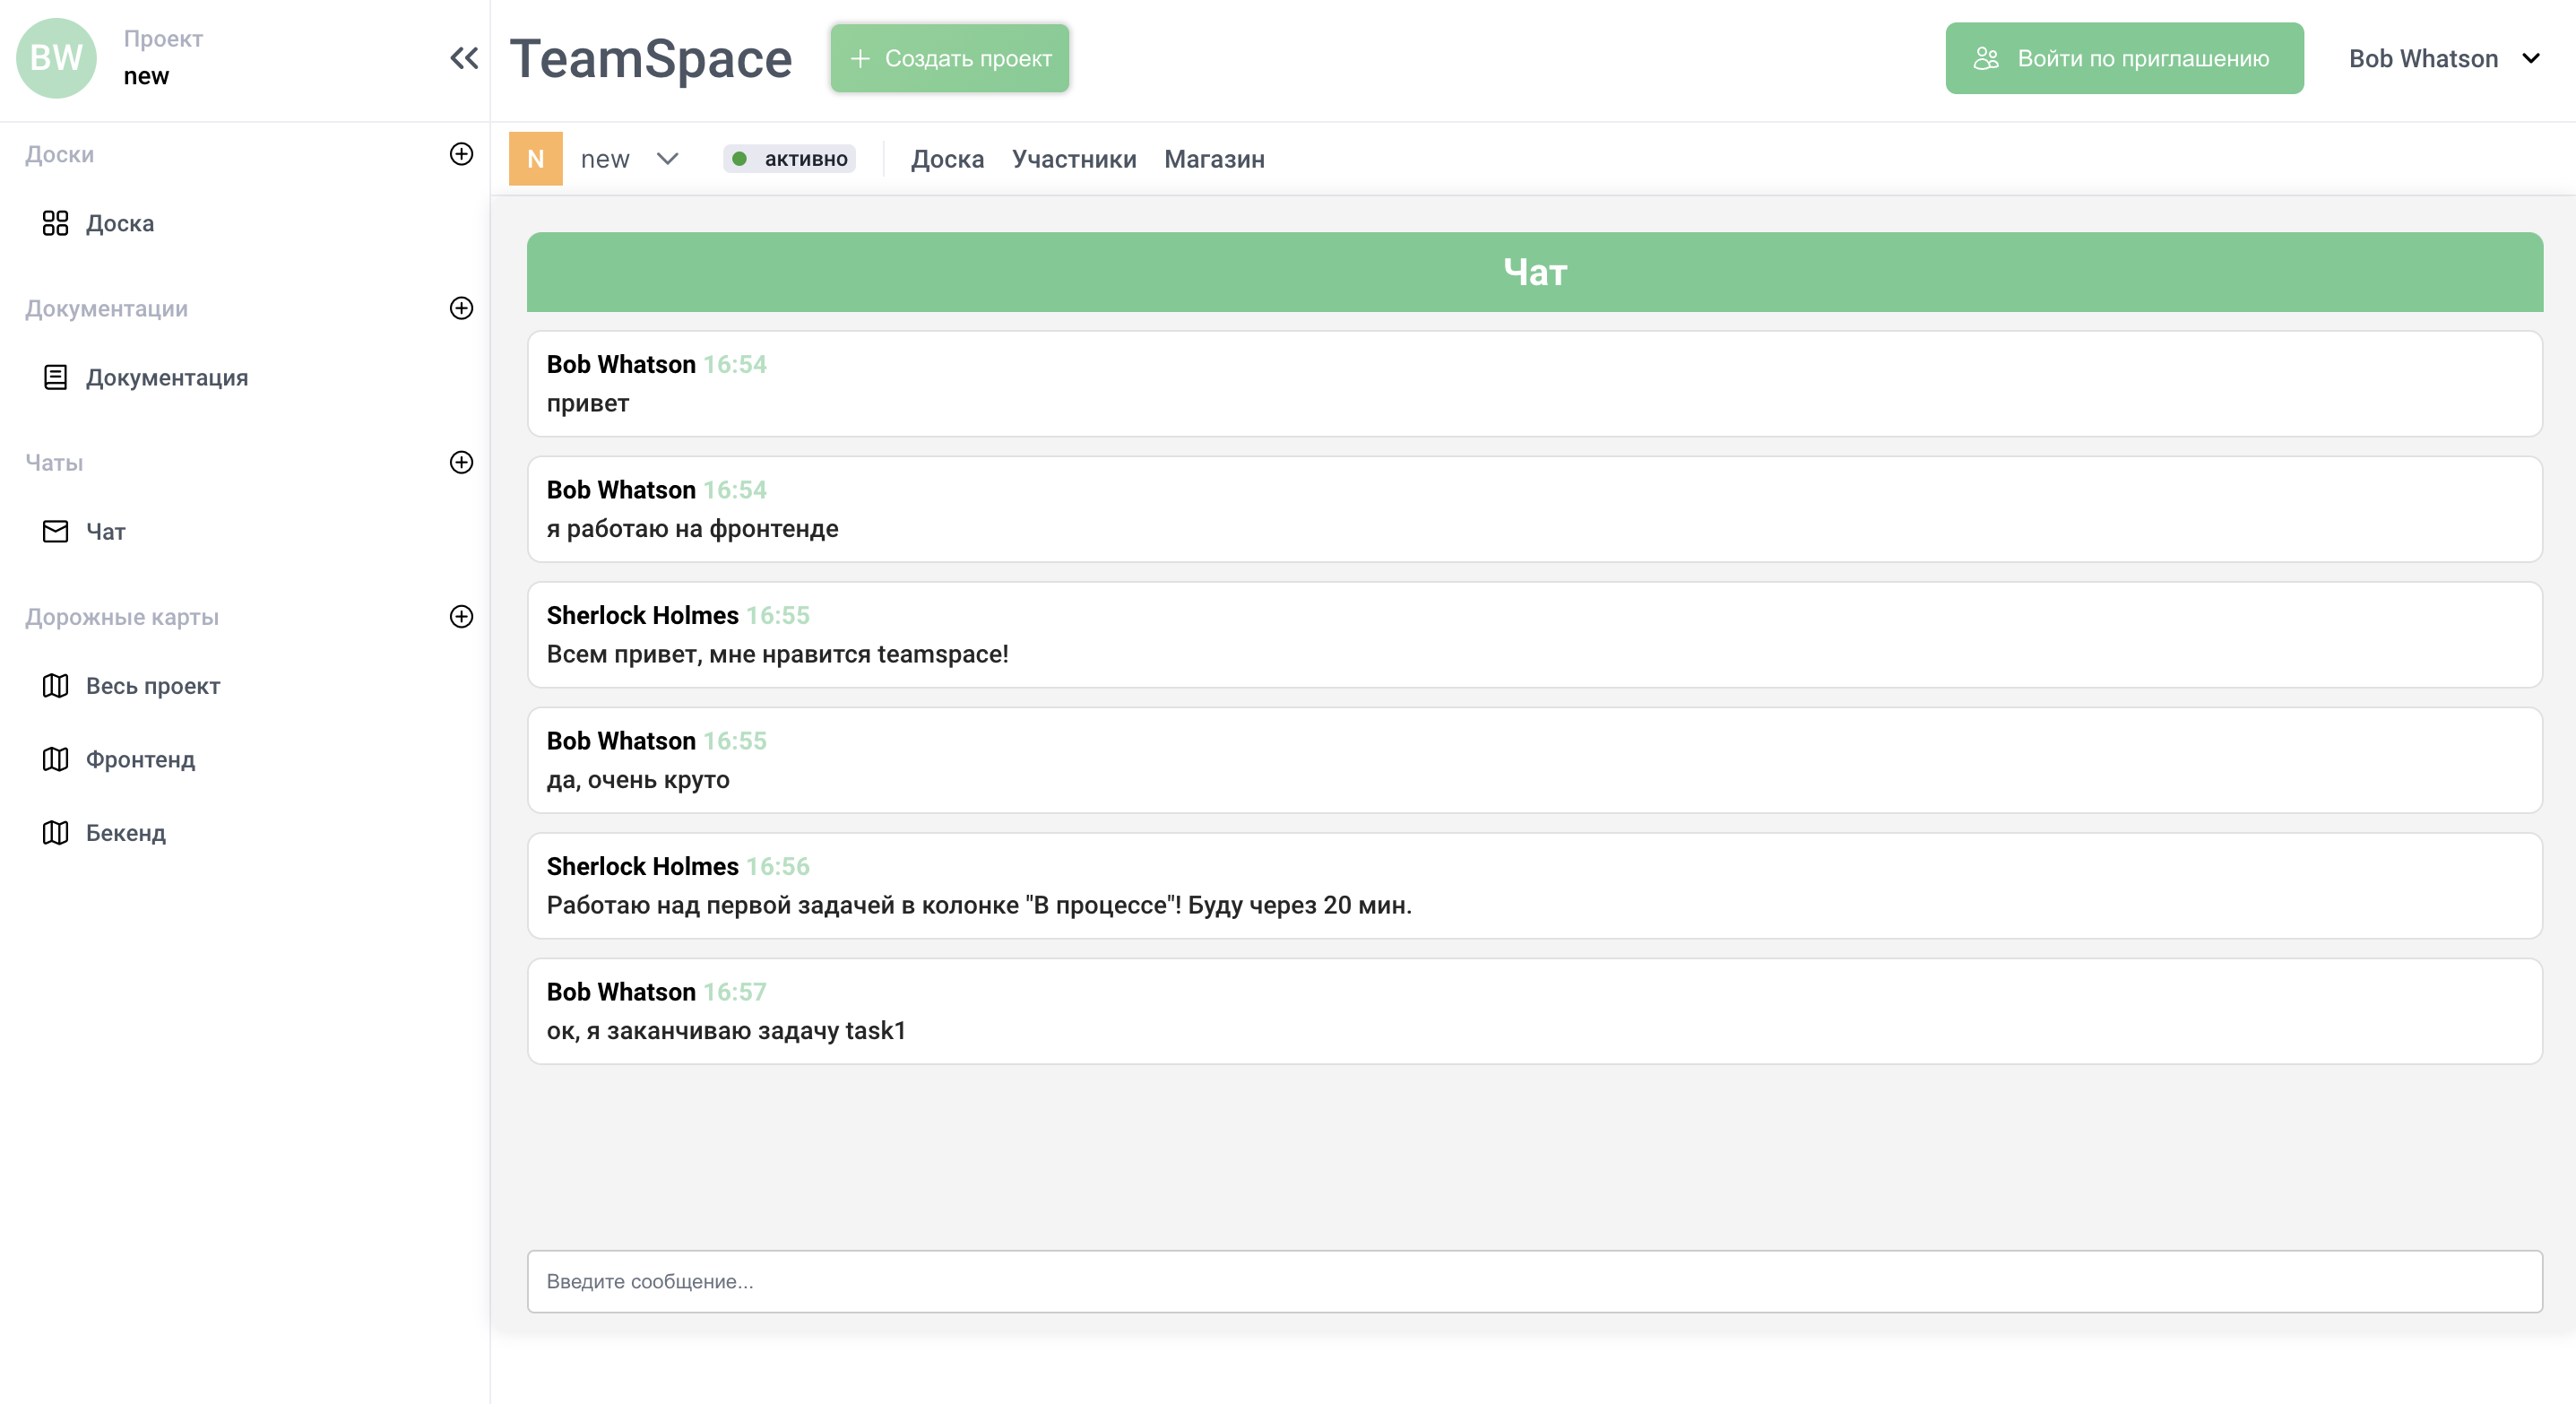 BW
Проект
new
TeamSpace
Создать проект
Войти по приглашению
Bob Whatson
Доски
Доска
Документации
Документация
Чаты
Чат
Дорожные карты
Весь проект
Фронтенд
Бекенд
N new активно Доска Участники Магазин
Чат
Bob Whatson 16:54
привет
Bob Whatson 16:54
я работаю на фронтенде
Sherlock Holmes 16:55
Всем привет, мне нравится teamspace!
Bob Whatson 16:55
да, очень круто
Sherlock Holmes 16:56
Работаю над первой задачей в колонке "В процессе"! Буду через 20 мин.
Bob Whatson 16:57
ок, я заканчиваю задачу task1
Введите сообщение...